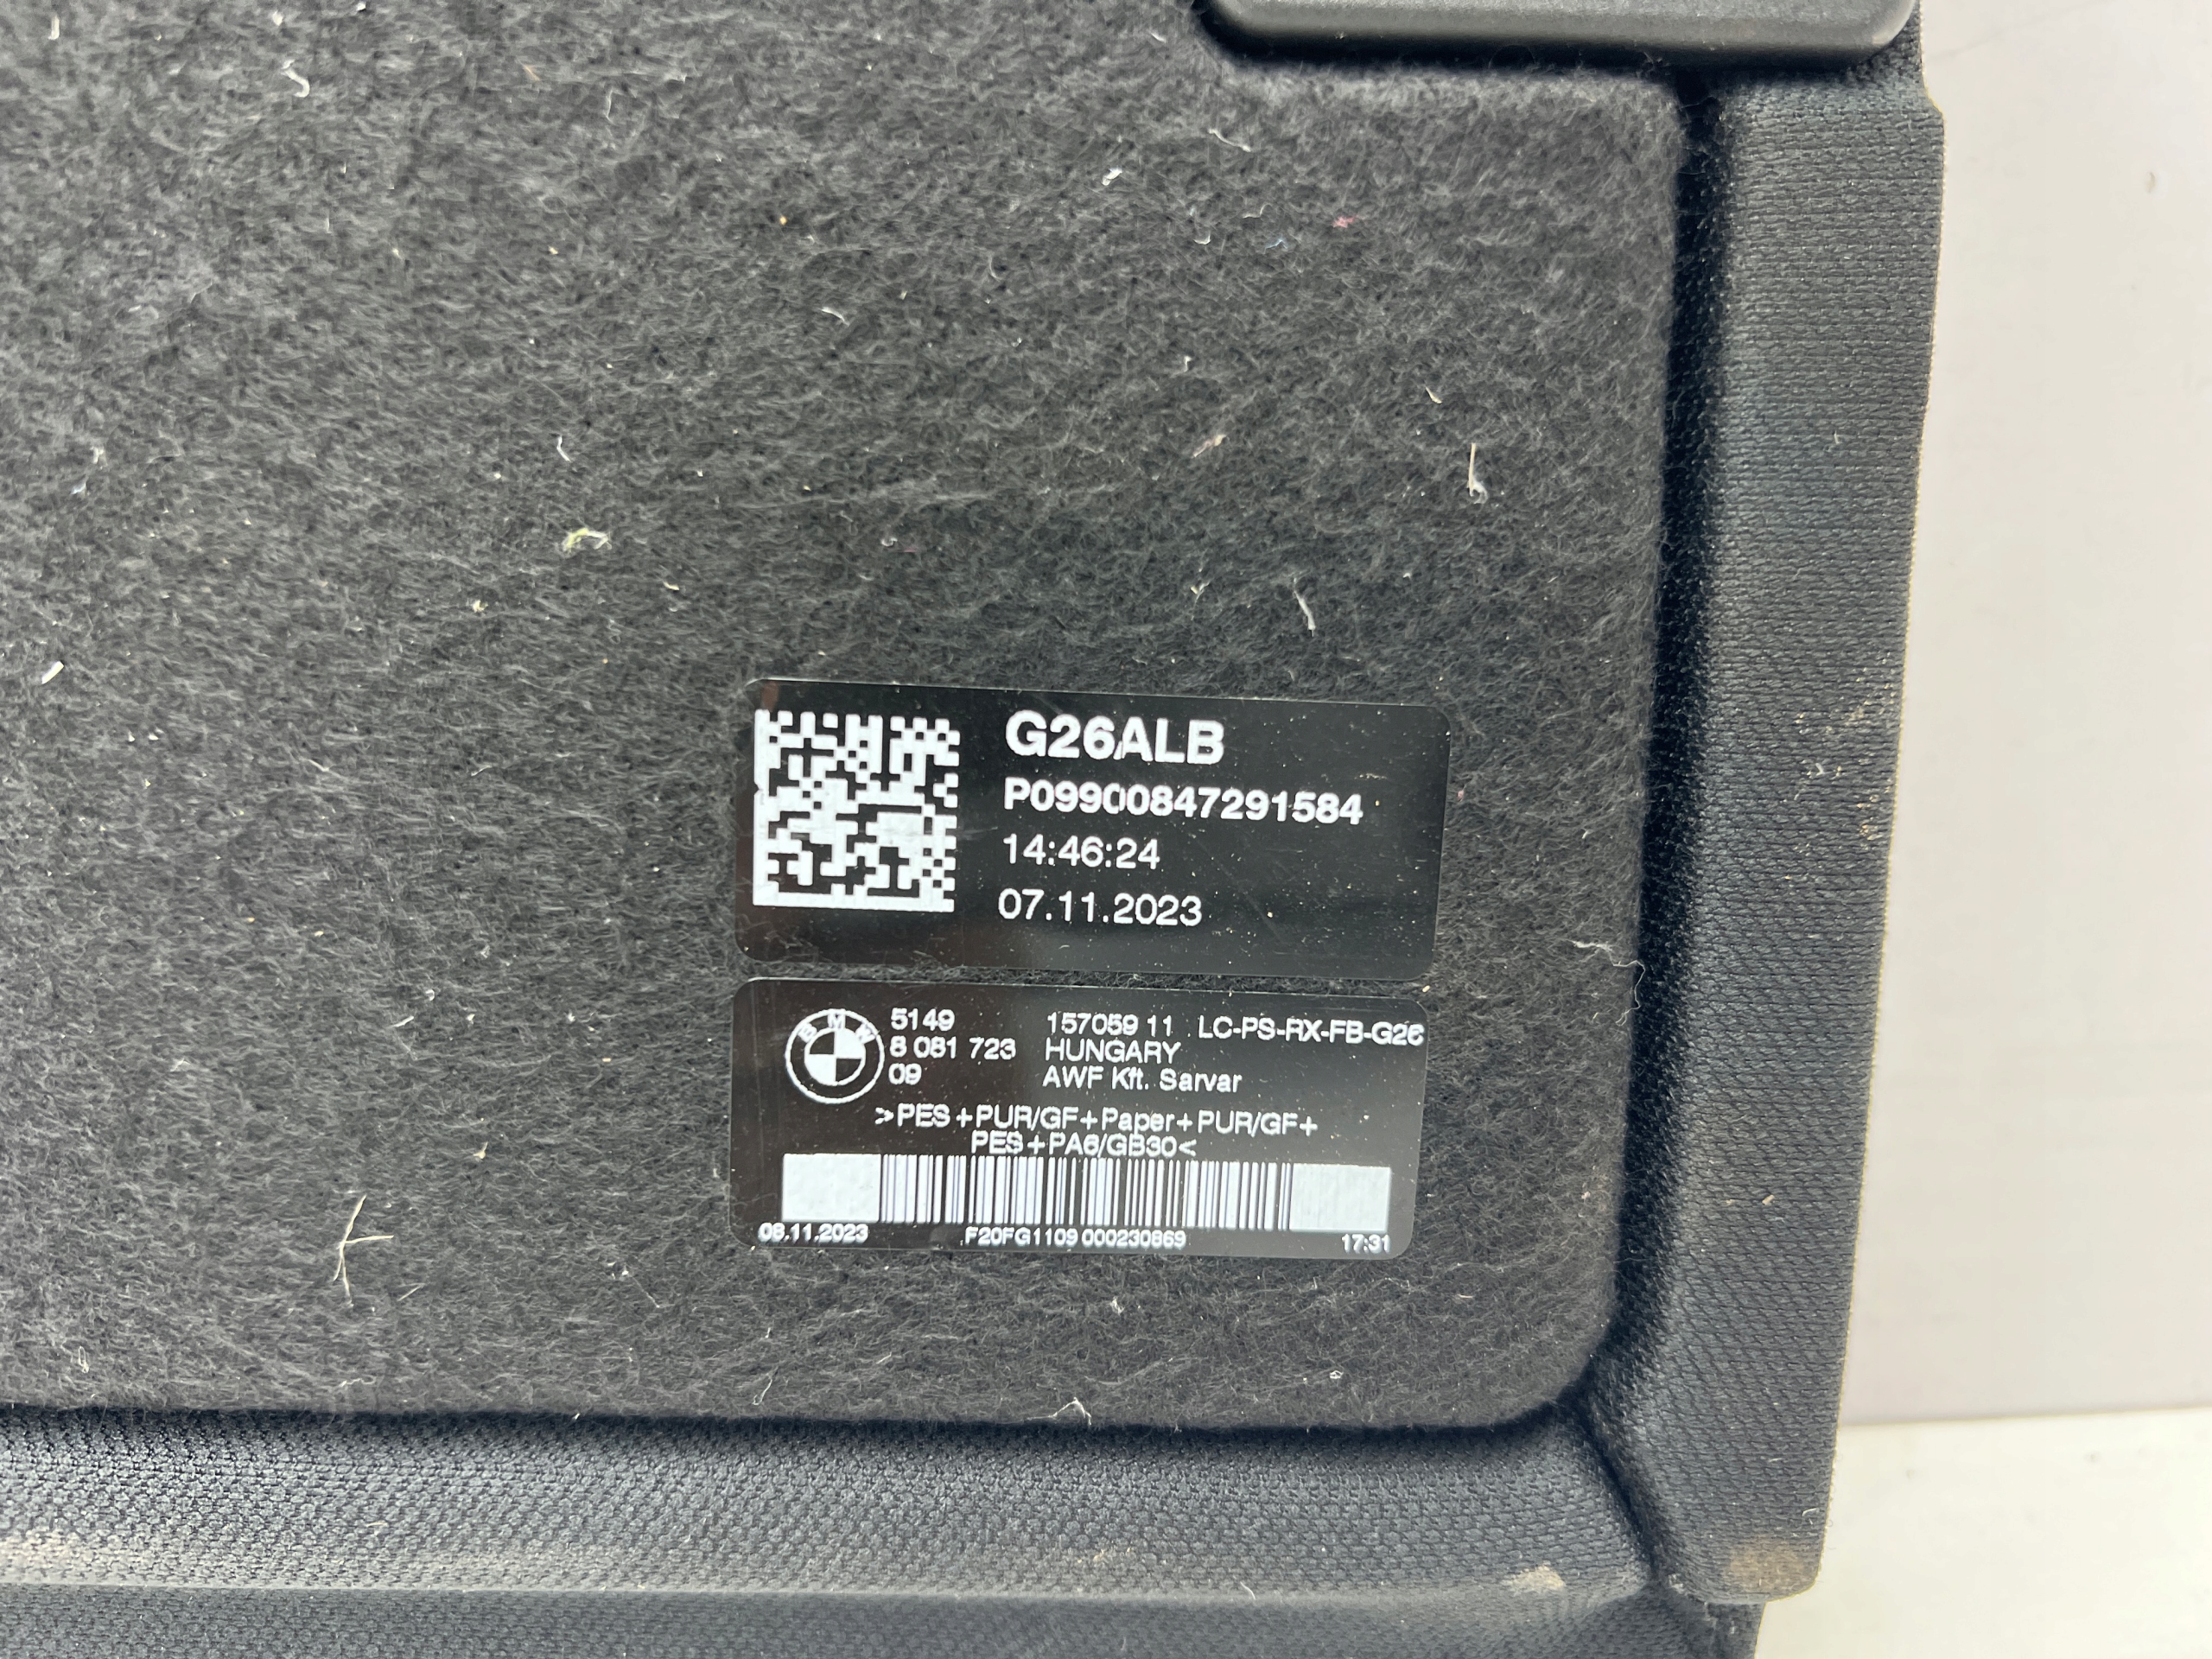 G26ALB
P09900847291584
14:46:24
07.11.2023
BMW
5149 157059 11 LC-PS-RX-FB-G26
8 081 723 HUNGARY
09 AWF Kft. Sarvar
>PES+PUR/GF+Paper+PUR/GF+
PES+PA6/GB30<
08.11.2023 F20FG1109 000230869 17:31